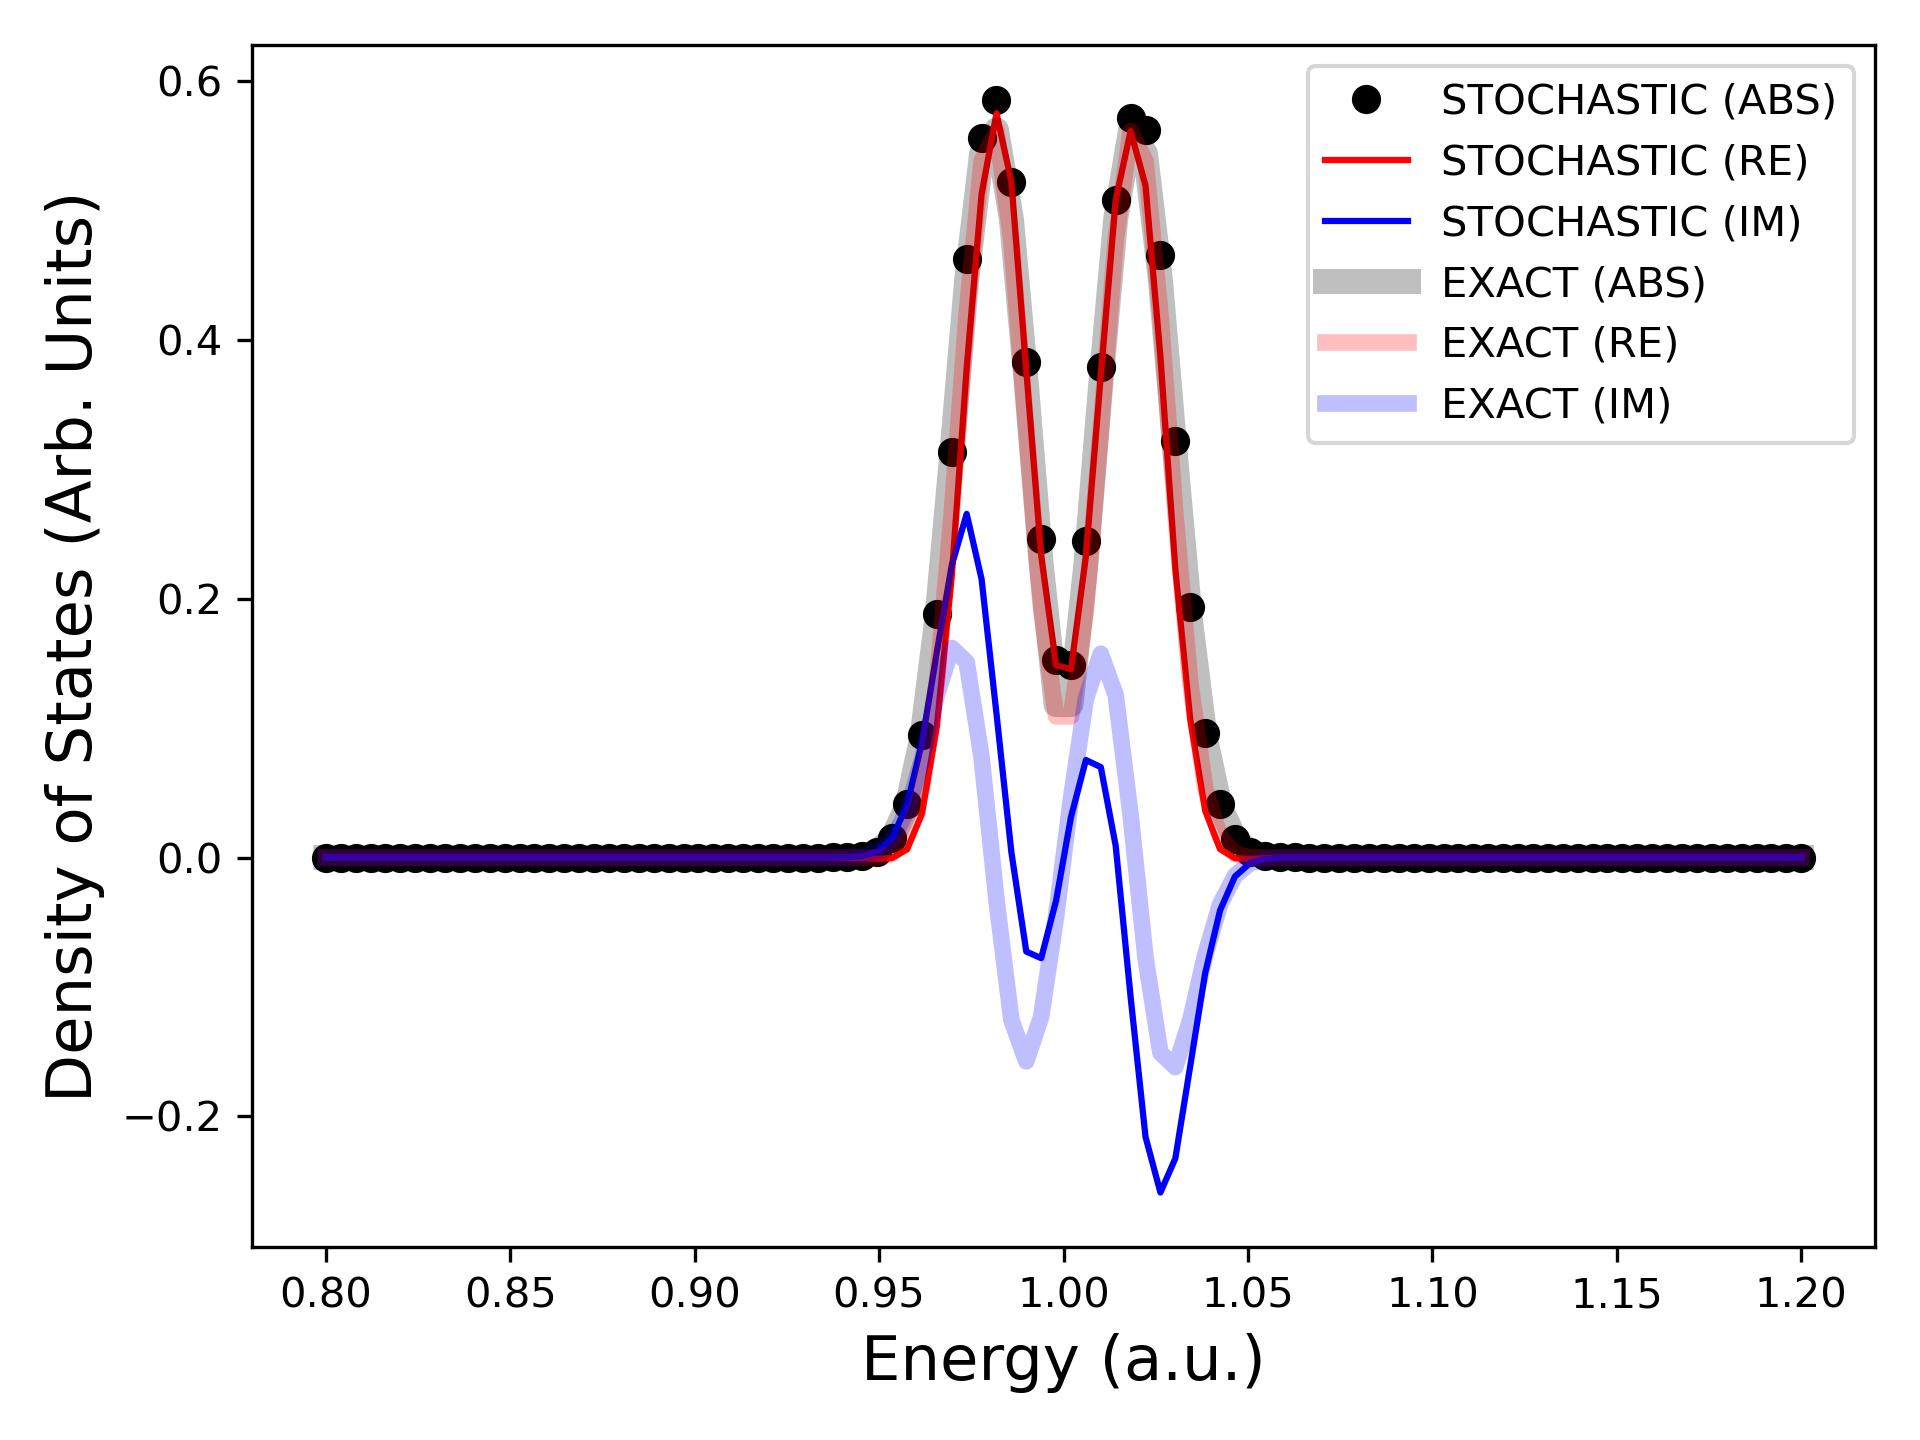 Density of States (Arb. Units)
0.6
0.4
0.2
0.0
−0.2
STOCHASTIC (ABS)
STOCHASTIC (RE)
STOCHASTIC (IM)
EXACT (ABS)
EXACT (RE)
EXACT (IM)
0.80 0.85 0.90 0.95 1.00 1.05 1.10 1.15 1.20
Energy (a.u.)